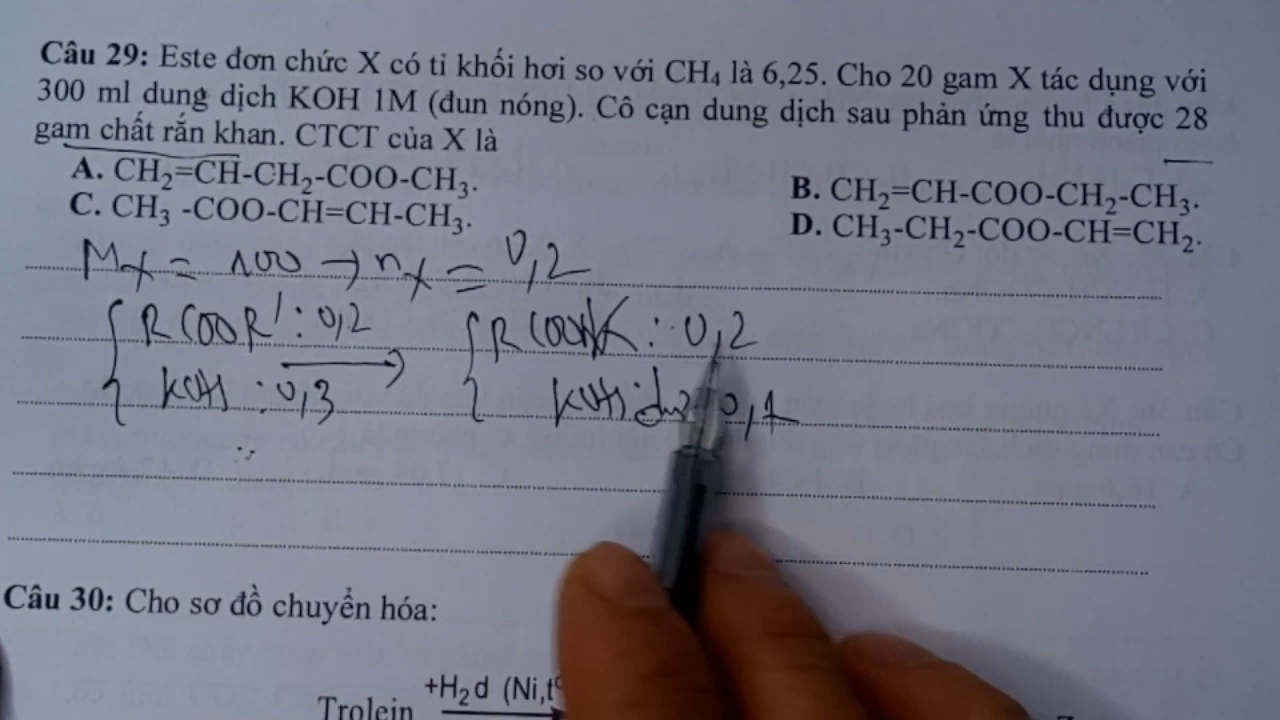 Câu 29: Este đơn chức X có tỉ khối hơi so với CH₄ là 6,25. Cho 20 gam X tác dụng với
300 ml dung dịch KOH 1M (đun nóng). Cô cạn dung dịch sau phản ứng thu được 28
gam chất rắn khan. CTCT của X là
A. CH₂=CH-CH₂-COO-CH₃.
B. CH₂=CH-COO-CH₂-CH₃.
C. CH₃ -COO-CH=CH-CH₃.
D. CH₃-CH₂-COO-CH=CH₂.
Mx = 100 → nx = 0,2
RCOOR' : 0,2
RCOOK : 0,2
KOH : 0,3
KOH dư 0,1
Câu 30: Cho sơ đồ chuyển hóa:
+H₂d (Ni,t
Trolein